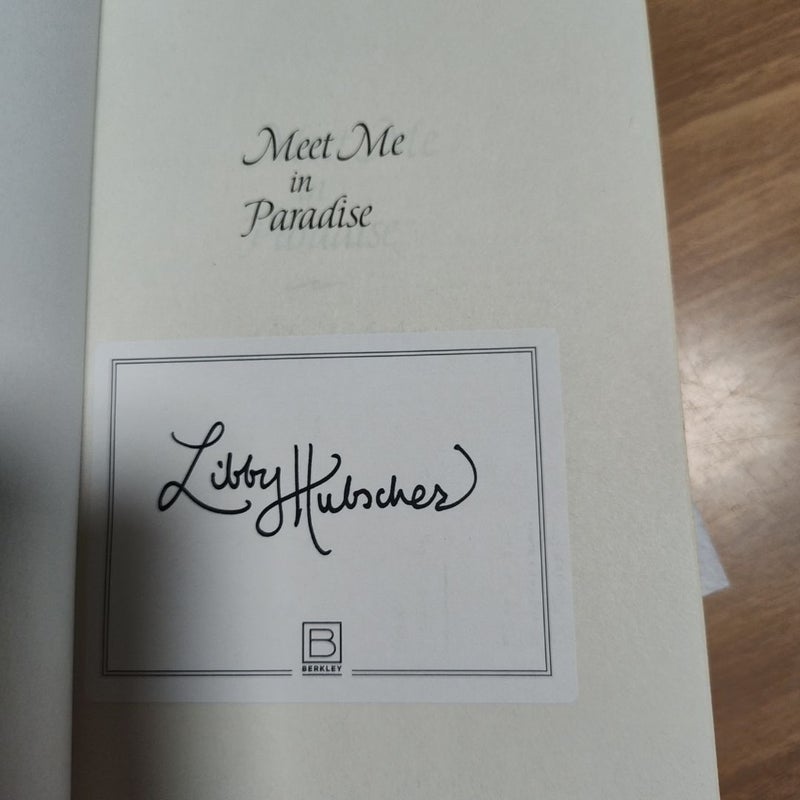 Meet Me
in
Paradise
Libby Hubscher
B
BERKLEY